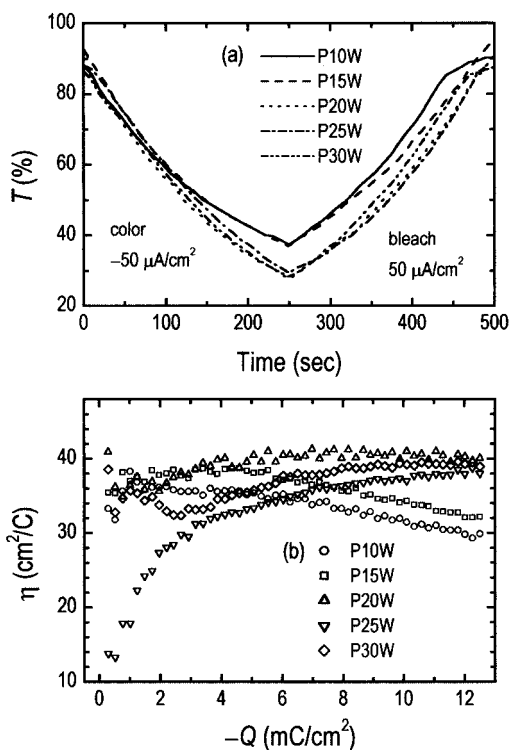 100
80
60
40
20
T (%)
(a)
P10W
P15W
P20W
P25W
P30W
color
−50 μA/cm²
bleach
50 μA/cm²
0 100 200 300 400 500
Time (sec)
40
30
20
10
η (cm²/C)
(b)
P10W
P15W
P20W
P25W
P30W
0 2 4 6 8 10 12
−Q (mC/cm²)